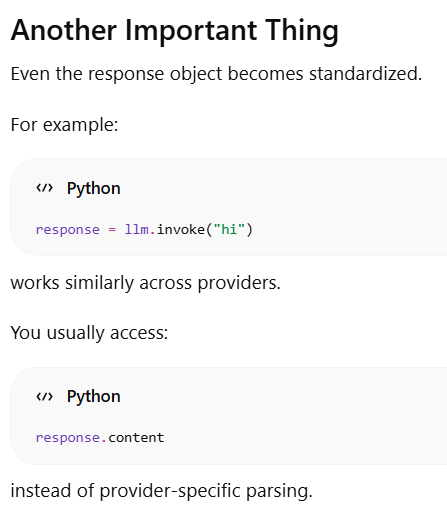 Another Important Thing
Even the response object becomes standardized.
For example:
</> Python
response = llm.invoke("hi")
works similarly across providers.
You usually access:
</> Python
response.content
instead of provider-specific parsing.